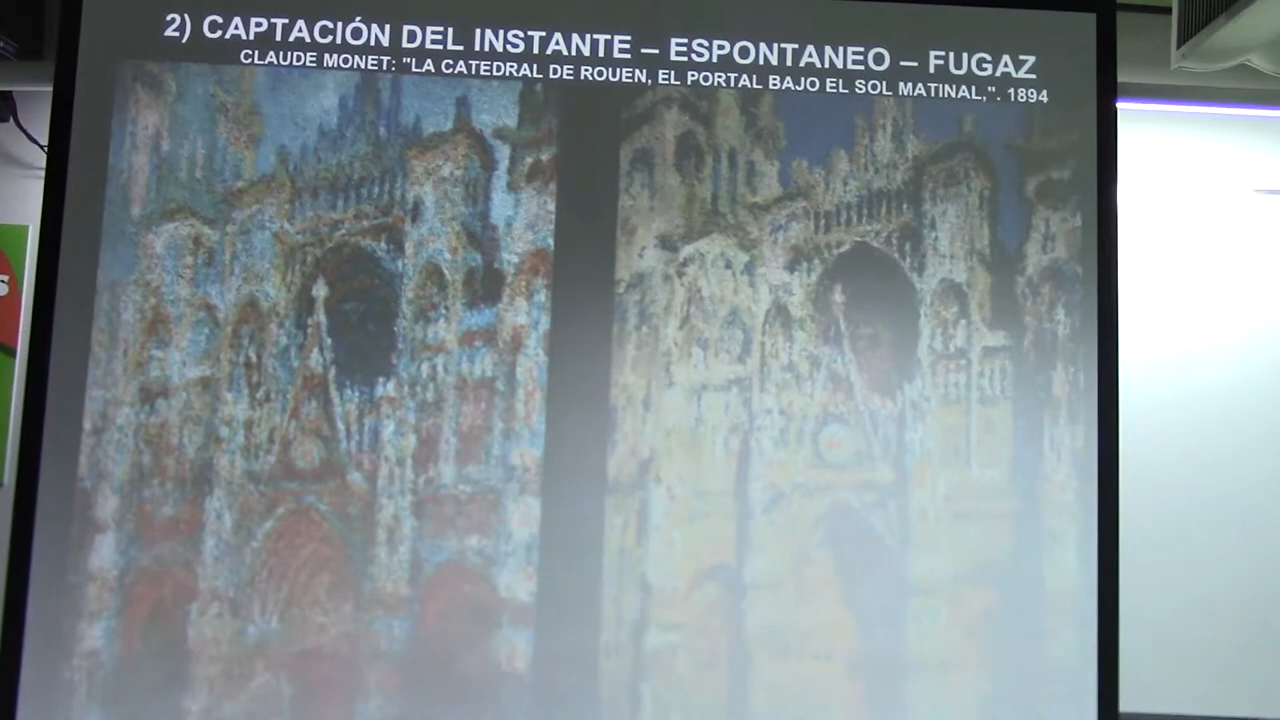 2) CAPTACIÓN DEL INSTANTE – ESPONTANEO – FUGAZ
CLAUDE MONET: "LA CATEDRAL DE ROUEN, EL PORTAL BAJO EL SOL MATINAL,". 1894